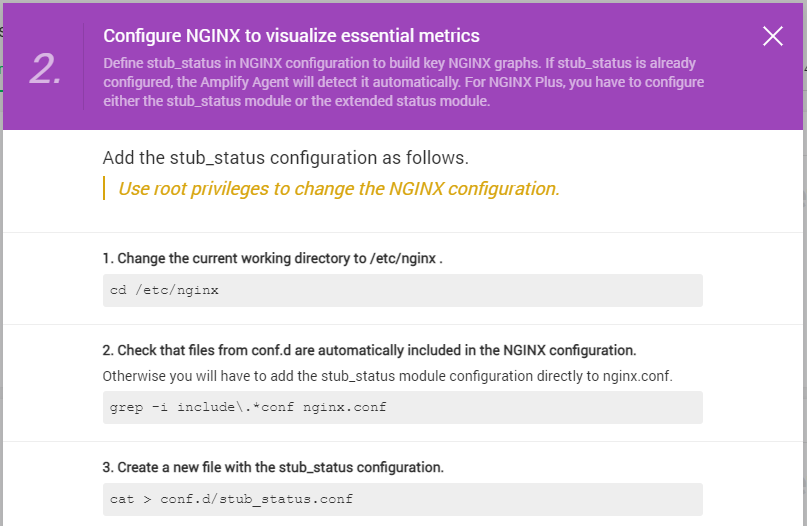 2.
Configure NGINX to visualize essential metrics
Define stub_status in NGINX configuration to build key NGINX graphs. If stub_status is already
configured, the Amplify Agent will detect it automatically. For NGINX Plus, you have to configure
either the stub_status module or the extended status module.
Add the stub_status configuration as follows.
Use root privileges to change the NGINX configuration.
1. Change the current working directory to /etc/nginx .
cd /etc/nginx
2. Check that files from conf.d are automatically included in the NGINX configuration.
Otherwise you will have to add the stub_status module configuration directly to nginx.conf.
grep -i include\.*conf nginx.conf
3. Create a new file with the stub_status configuration.
cat > conf.d/stub_status.conf